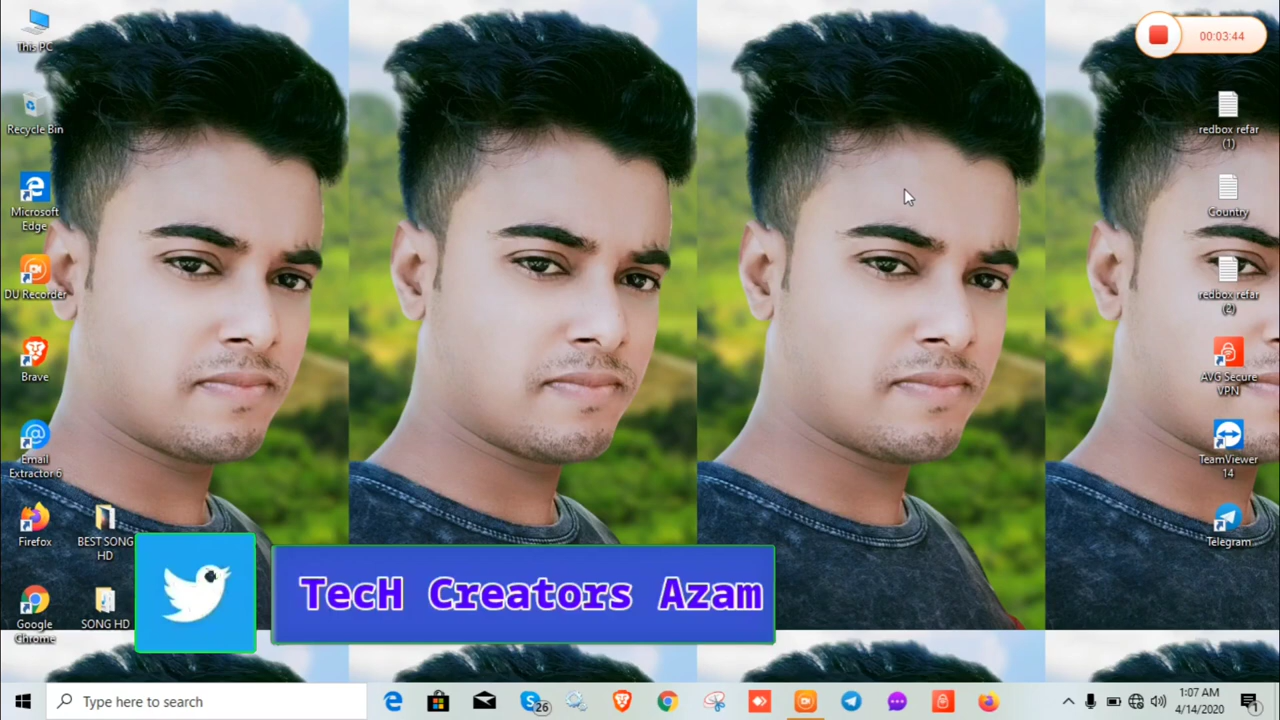 This PC
00:03:44
Recycle Bin
redbox refar
(1)
Microsoft
Edge
Country
DU Recorder
redbox refar
(2)
Brave
AVG Secure
VPN
Email
Extractor 6
TeamViewer
14
Firefox
BEST SONG
HD
Telegram
TecH Creators Azam
Google
Chrome
SONG HD
Type here to search
26
1:07 AM
4/14/2020
1